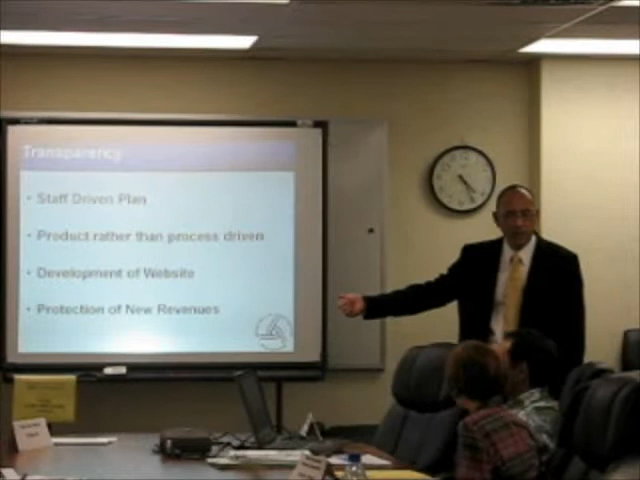 Transparency
• Staff Driven Plan
• Product rather than process driven
• Development of Website
• Protection of New Revenues